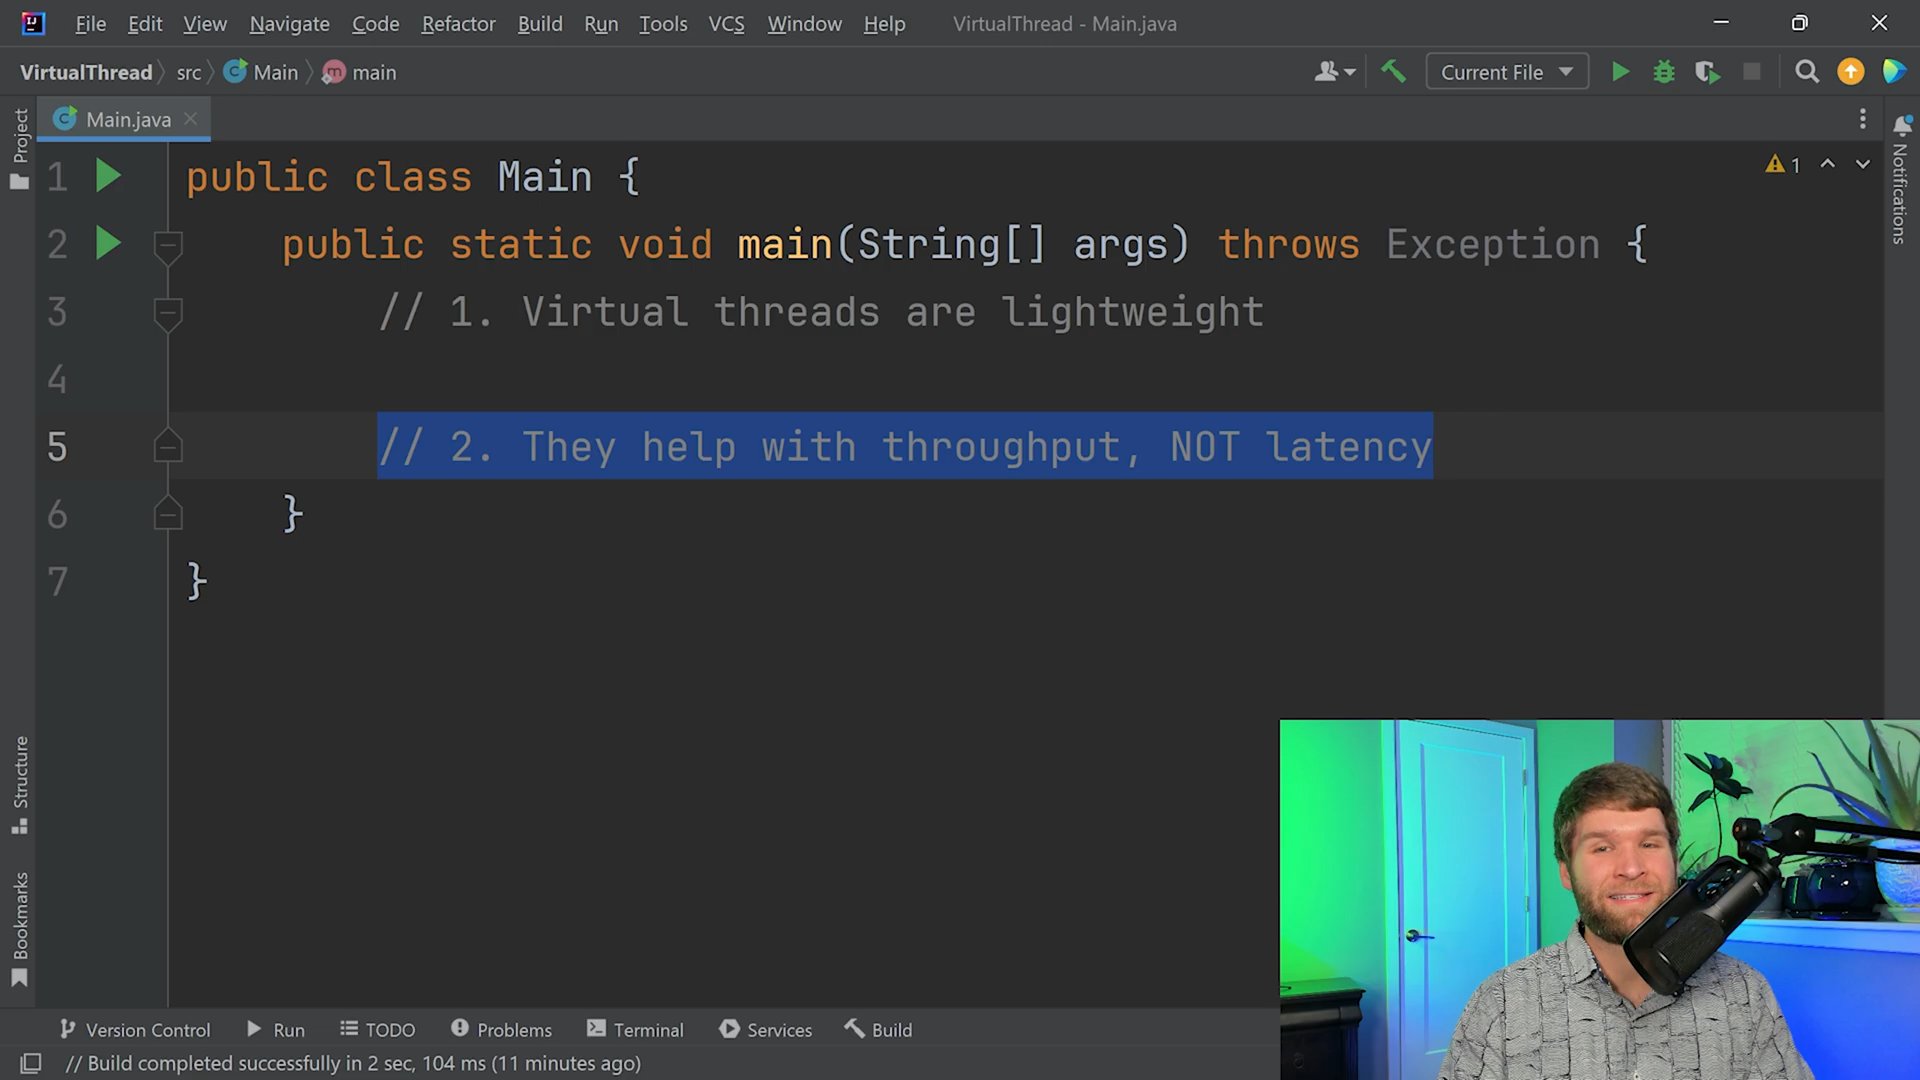 File Edit View Navigate Code Refactor Build Run Tools VCS Window Help VirtualThread - Main.java
VirtualThread src Main main Current File
Project
Main.java
Notifications
1 public class Main {
1
2 public static void main(String[] args) throws Exception {
3 // 1. Virtual threads are lightweight
4
5 // 2. They help with throughput, NOT latency
6 }
7 }
Structure
Bookmarks
Version Control Run TODO Problems Terminal Services Build
// Build completed successfully in 2 sec, 104 ms (11 minutes ago)